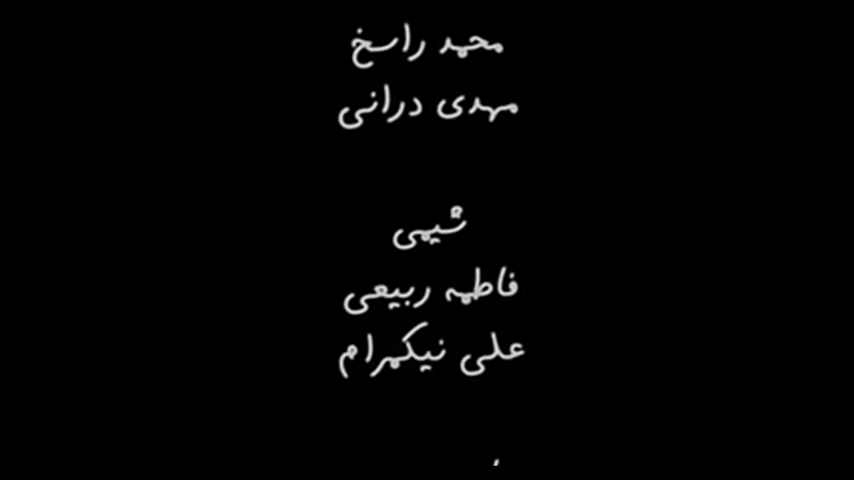 محمد راسخ
مهدی درانی
شیمی
فاطمه ربیعی
علی نیکمرام